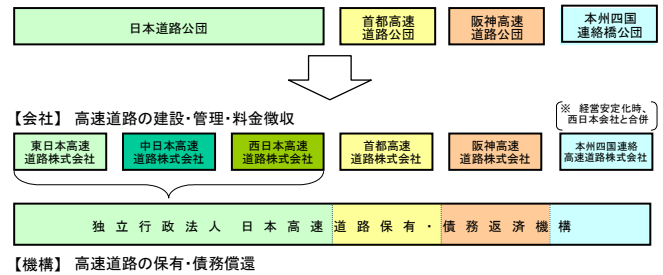 日本道路公団
首都高速
道路公団
阪神高速
道路公団
本州四国
連絡橋公団
【会社】 高速道路の建設・管理・料金徴収
※ 経営安定化時、
西日本会社と合併
東日本高速
道路株式会社
中日本高速
道路株式会社
西日本高速
道路株式会社
首都高速
道路株式会社
阪神高速
道路株式会社
本州四国連絡
高速道路株式会社
独立行政法人 日本高速道路保有・債務返済機構
【機構】 高速道路の保有・債務償還